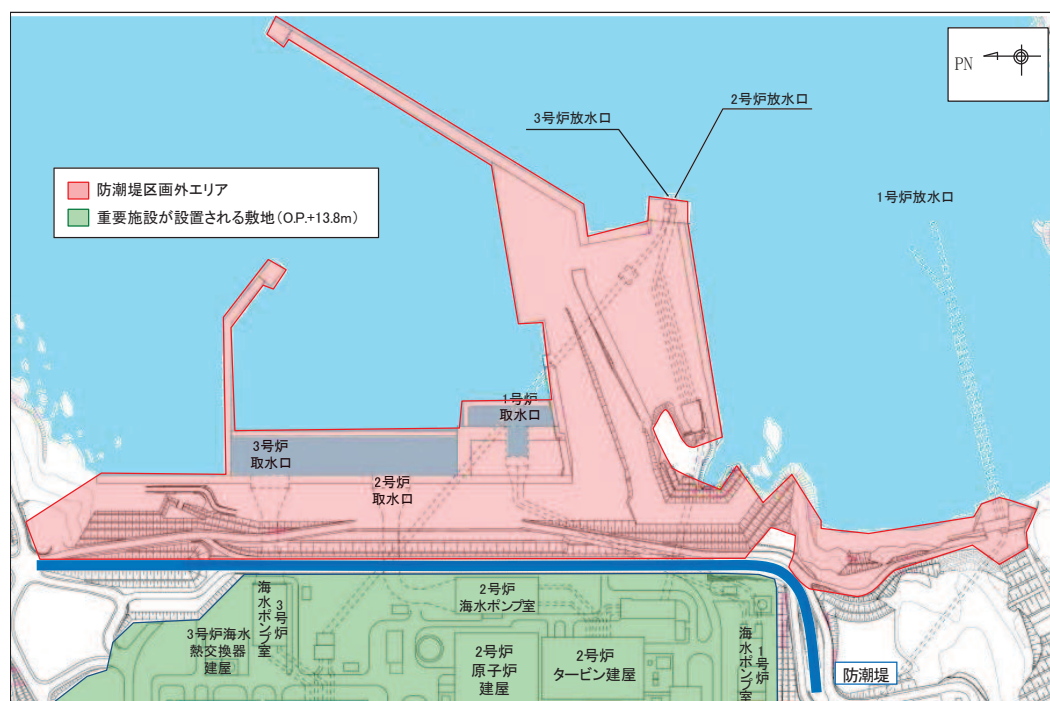 PN
2号炉放水口
3号炉放水口
1号炉放水口
防潮堤区画外エリア
重要施設が設置される敷地(O.P.+13.8m)
1号炉
取水口
3号炉
取水口
2号炉
取水口
3号炉
海水ポンプ室
2号炉
海水ポンプ室
3号炉海水
熱交換器
建屋
2号炉
原子炉
建屋
2号炉
タービン建屋
1号炉
海水ポンプ室
防潮堤